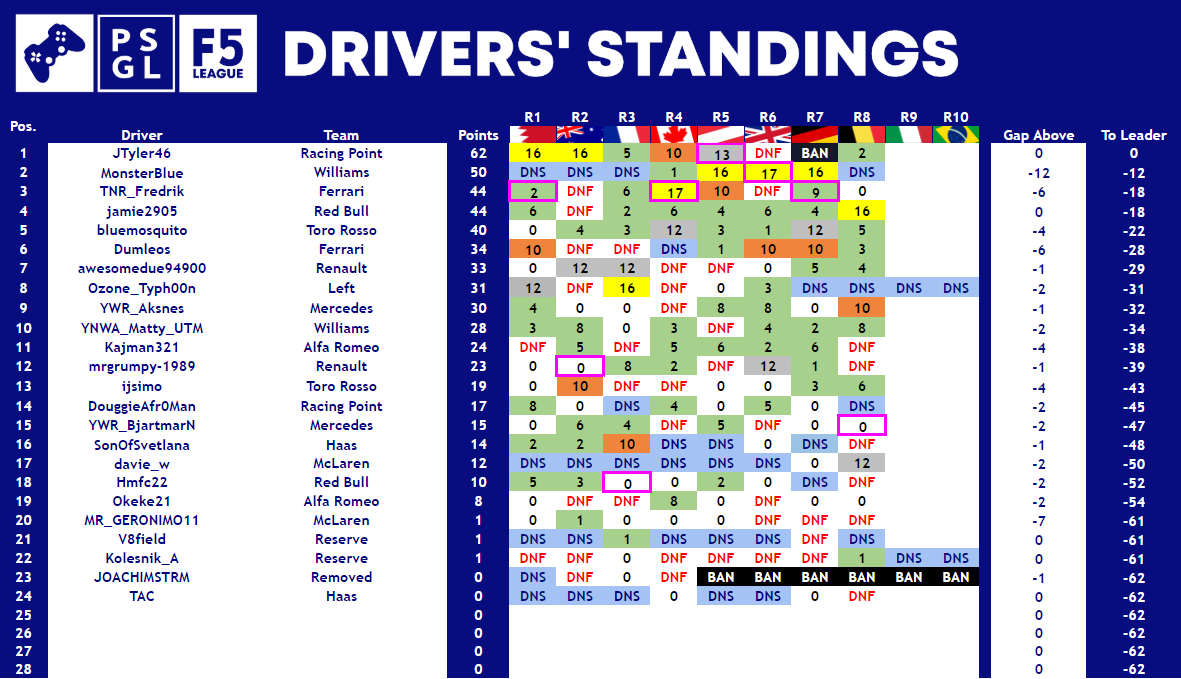 PS
GL
F5
LEAGUE
DRIVERS' STANDINGS
Pos. Driver Team Points R1 R2 R3 R4 R5 R6 R7 R8 R9 R10 Gap Above To Leader
1 JTyler46 Racing Point 62 16 16 5 10 13 DNF BAN 2 0 0
2 MonsterBlue Williams 50 DNS DNS DNS 1 16 17 16 DNS -12 -12
3 TNR_Fredrik Ferrari 44 2 DNF 6 17 10 DNF 9 0 -6 -18
4 jamie2905 Red Bull 44 6 DNF 2 6 4 6 4 16 0 -18
5 bluemosquito Toro Rosso 40 0 4 3 12 3 1 12 5 -4 -22
6 Dumleos Ferrari 34 10 DNF DNF DNS 1 10 10 3 -6 -28
7 awesomedue94900 Renault 33 0 12 12 DNF DNF 0 5 4 -1 -29
8 Ozone_Typh00n Left 31 12 DNF 16 DNF 0 3 DNS DNS DNS DNS -2 -31
9 YWR_Aksnes Mercedes 30 4 0 0 DNF 8 8 0 10 -1 -32
10 YNWA_Matty_UTM Williams 28 3 8 0 3 DNF 4 2 8 -2 -34
11 Kajman321 Alfa Romeo 24 DNF 5 DNF 5 6 2 6 DNF -4 -38
12 mrgrumpy-1989 Renault 23 0 0 8 2 DNF 12 1 DNF -1 -39
13 ijsimo Toro Rosso 19 0 10 DNF DNF 0 0 3 6 -4 -43
14 DouggieAfr0Man Racing Point 17 8 0 DNS 4 0 5 0 DNS -2 -45
15 YWR_BjartmarN Mercedes 15 0 6 4 DNF 5 DNF 0 0 -2 -47
16 SonOfSvetlana Haas 14 2 2 10 DNS DNS 0 DNS DNF -1 -48
17 davie_w McLaren 12 DNS DNS DNS DNS DNS DNS 0 12 -2 -50
18 Hmfc22 Red Bull 10 5 3 0 0 2 0 DNS DNF -2 -52
19 Okeke21 Alfa Romeo 8 0 DNF DNF 8 0 DNF 0 0 -2 -54
20 MR_GERONIMO11 McLaren 1 0 1 0 0 0 DNF DNF DNF -7 -61
21 V8field Reserve 1 DNS DNS 1 DNS DNS DNS DNF DNS 0 -61
22 Kolesnik_A Reserve 1 DNF DNF 0 DNF DNF DNF DNF 1 DNS DNS 0 -61
23 JOACHIMSTRM Removed 0 DNS DNF 0 DNF BAN BAN BAN BAN BAN BAN -1 -62
24 TAC Haas 0 DNS DNS DNS 0 DNS DNS 0 DNF 0 -62
25 0 0 -62
26 0 0 -62
27 0 0 -62
28 0 0 -62